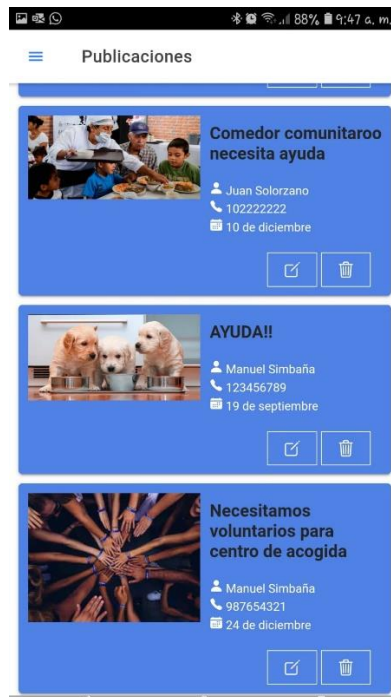 88% 9:47 a. m.
Publicaciones
Comedor comunitaroo
necesita ayuda
Juan Solorzano
102222222
10 de diciembre
AYUDA!!
Manuel Simbaña
123456789
19 de septiembre
Necesitamos
voluntarios para
centro de acogida
Manuel Simbaña
987654321
24 de diciembre